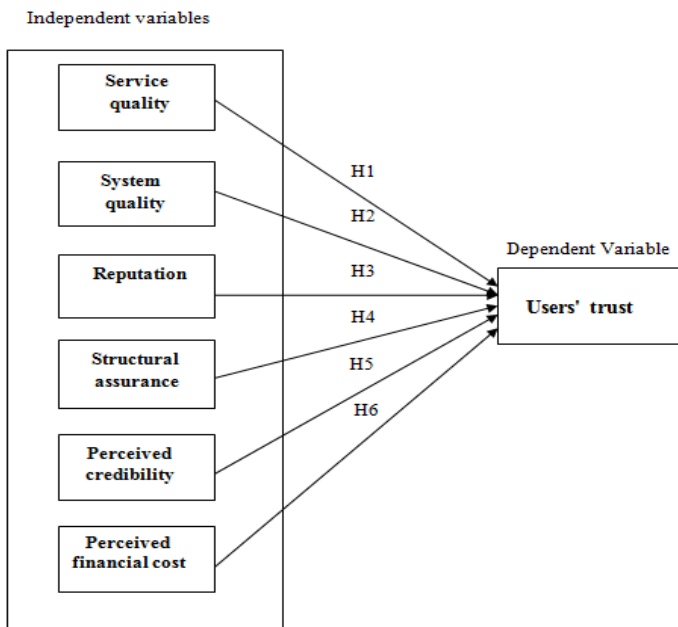 Independent variables
Service
quality
System
quality
Reputation
Structural
assurance
Perceived
credibility
Perceived
financial cost
H1
H2
H3
H4
H5
H6
Dependent Variable
Users' trust